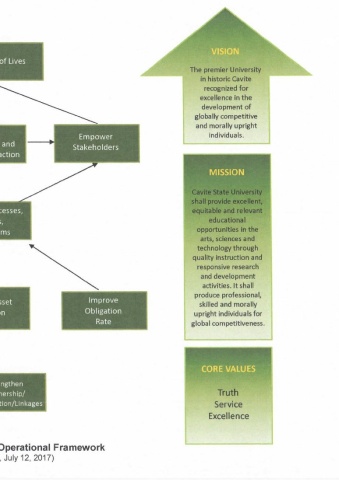 of Lives
and
action
Empower
Stakeholders
cesses,
s,
ms
sset
on
Improve
Obligation
Rate
ngthen
nership/
tion/Linkages
Operational Framework
, July 12, 2017)
VISION
The premier University
in historic Cavite
recognized for
excellence in the
development of
globally competitive
and morally upright
individuals.
MISSION
Cavite State University
shall provide excellent,
equitable and relevant
educational
opportunities in the
arts, sciences and
technology through
quality instruction and
responsive research
and development
activities. It shall
produce professional,
skilled and morally
upright individuals for
global competitiveness.
CORE VALUES
Truth
Service
Excellence